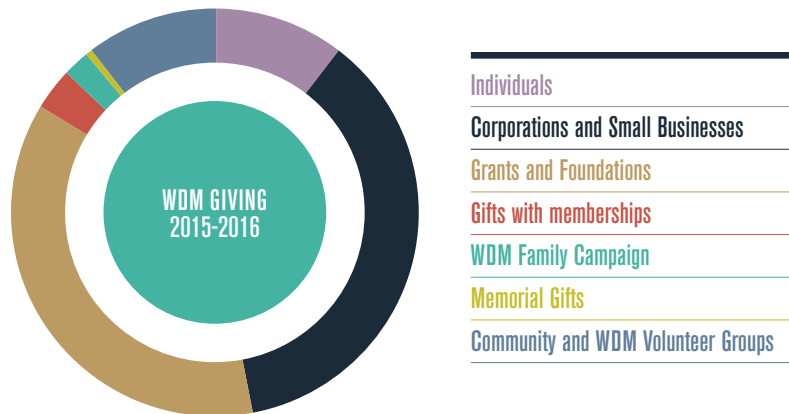 WDM GIVING
2015-2016
Individuals
Corporations and Small Businesses
Grants and Foundations
Gifts with memberships
WDM Family Campaign
Memorial Gifts
Community and WDM Volunteer Groups